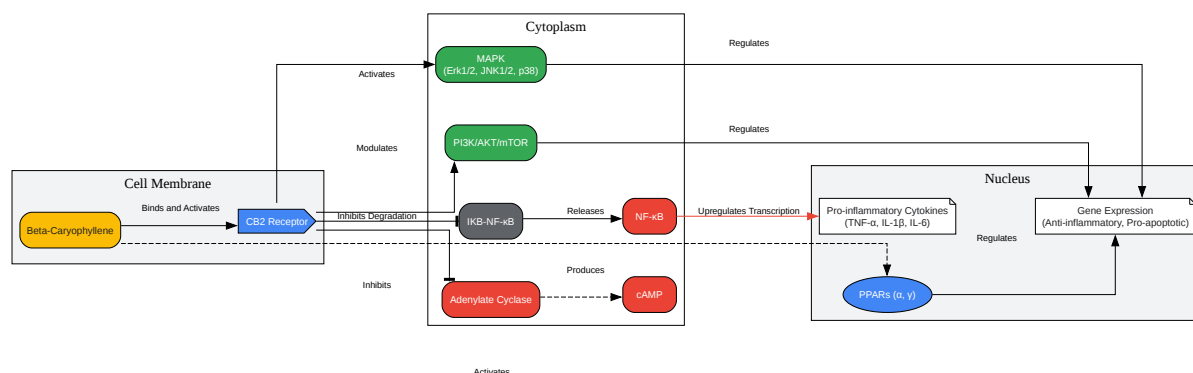 Cytoplasm
Regulates
MAPK
(Erk1/2, JNK1/2, p38)
Activates
Regulates
PI3K/AKT/mTOR
Modulates
Cell Membrane
Nucleus
Binds and Activates
Beta-Caryophyllene
CB2 Receptor
Inhibits Degradation
IKB-NF-κB
Releases
NF-κB
Upregulates Transcription
Pro-inflammatory Cytokines
(TNF-α, IL-1β, IL-6)
Gene Expression
(Anti-inflammatory, Pro-apoptotic)
Regulates
Inhibits
Adenylate Cyclase
Produces
cAMP
PPARs (α, γ)
Activates